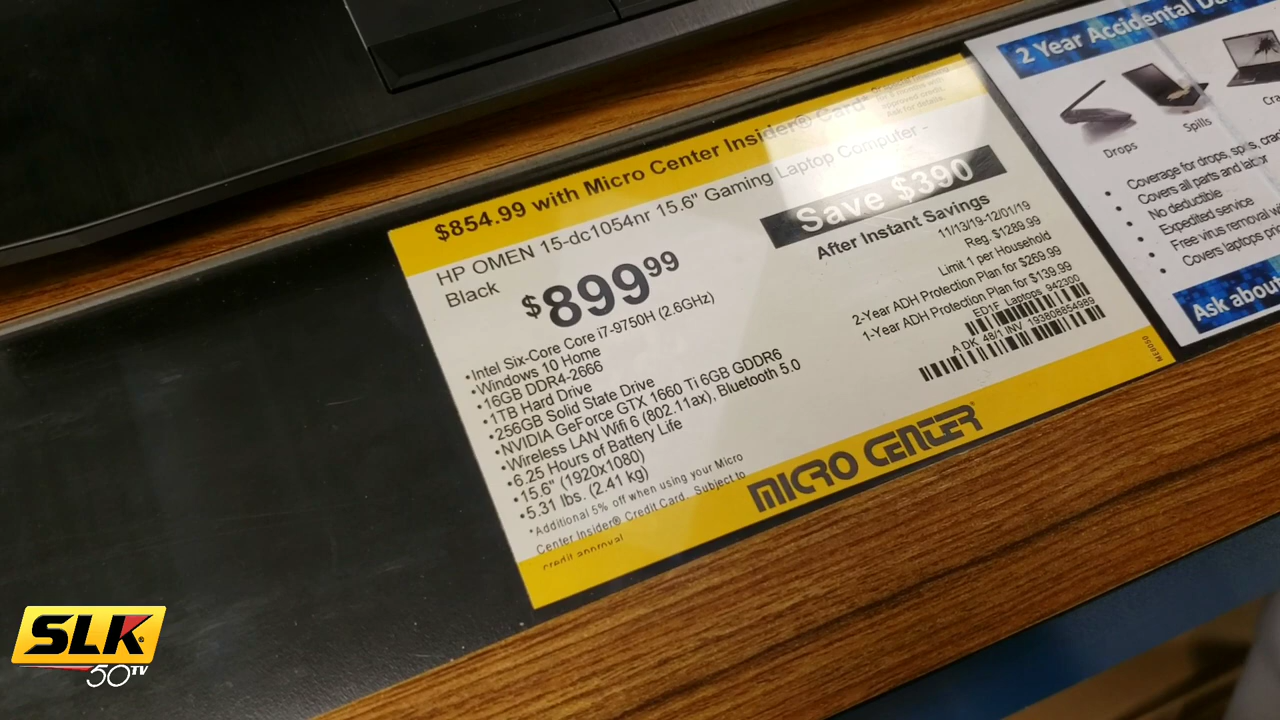 $854.99 with Micro Center Insider® Card*
approved credit.
Ask for details.
HP OMEN 15-dc1054nr 15.6" Gaming Laptop Computer -
Black
$899.99
Save $390
After Instant Savings
11/13/19-12/01/19
Reg. $1289.99
Limit 1 per Household
2-Year ADH Protection Plan for $269.99
1-Year ADH Protection Plan for $139.99
ED1F Laptops 942300
A DK 48/1 INV 193808854989
•Intel Six-Core Core i7-9750H (2.6GHz)
•Windows 10 Home
•16GB DDR4-2666
•1TB Hard Drive
•256GB Solid State Drive
•NVIDIA GeForce GTX 1660 Ti 6GB GDDR6
•Wireless LAN Wifi 6 (802.11ax), Bluetooth 5.0
•6.25 Hours of Battery Life
•15.6" (1920x1080)
•5.31 lbs. (2.41 kg)
*Additional 5% off when using your Micro
Center Insider® Credit Card. Subject to
credit approval
MICRO CENTER
2 Year Accidental
Drops
Spills
• Coverage for drops, spills,
• Covers all parts and labor
• No deductible
• Expedited service
• Free virus removal
• Covers laptops
Ask about
SLK
50TV